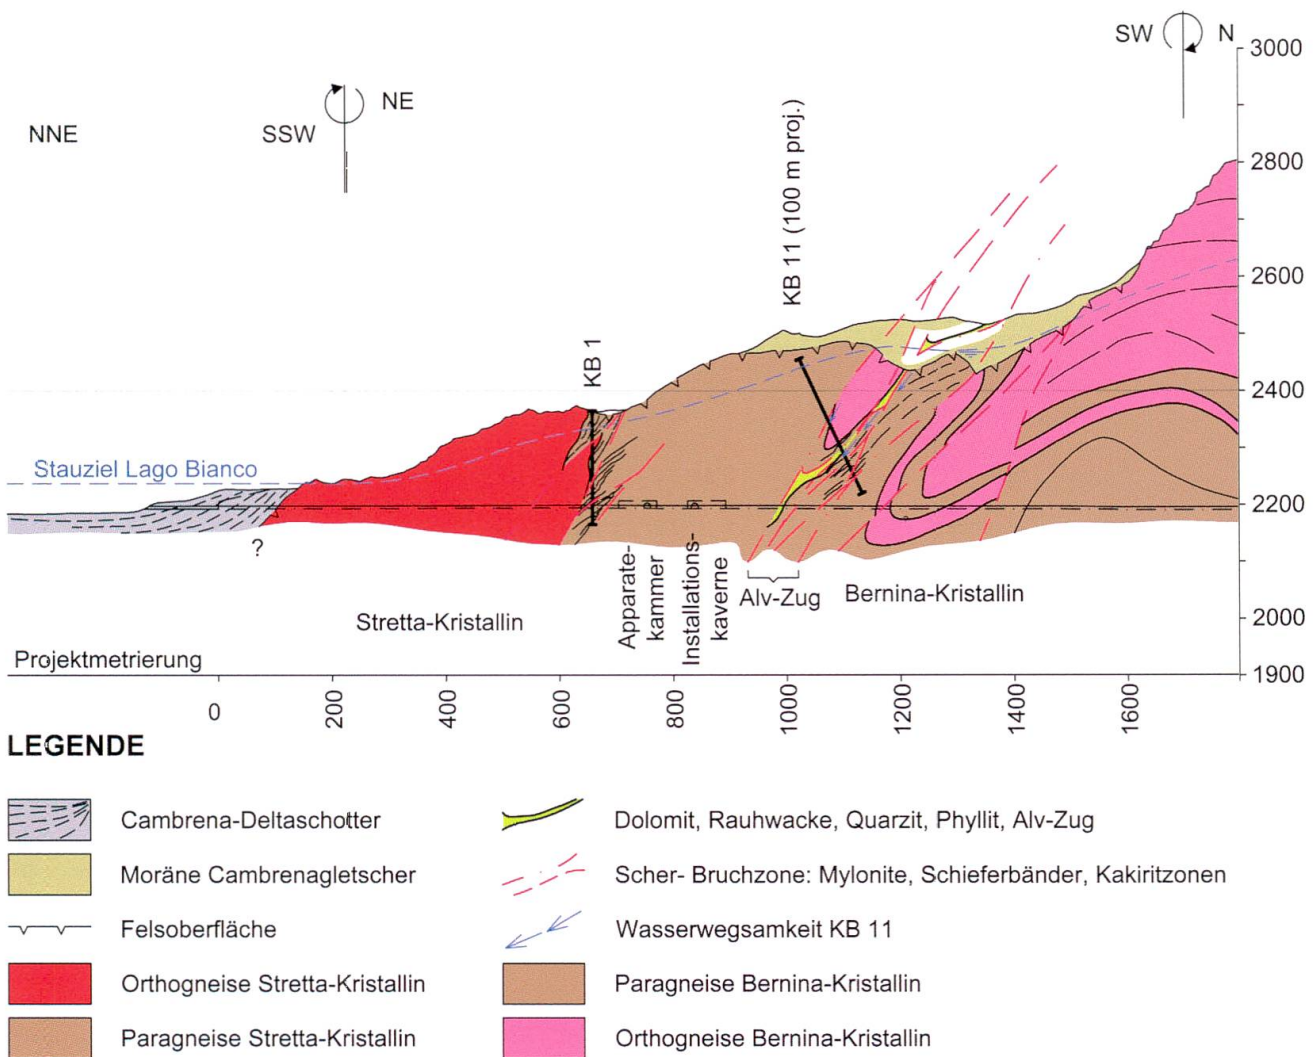 SW N
3000
NE
NNE SSW
KB 11 (100 m proj.)
2800
2600
KB 1
2400
Stauziel Lago Bianco
2200
?
Apparate-
kammer
Installations-
kaverne
Alv-Zug
Bernina-Kristallin
Stretta-Kristallin
2000
Projektmetrierung
1900
0 200 400 600 800 1000 1200 1400 1600
LEGENDE
Cambrena-Deltaschotter
Moräne Cambrenagletscher
Felsoberfläche
Orthogneise Stretta-Kristallin
Paragneise Stretta-Kristallin
Dolomit, Rauhwacke, Quarzit, Phyllit, Alv-Zug
Scher- Bruchzone: Mylonite, Schieferbänder, Kakiritzonen
Wasserwegsamkeit KB 11
Paragneise Bernina-Kristallin
Orthogneise Bernina-Kristallin